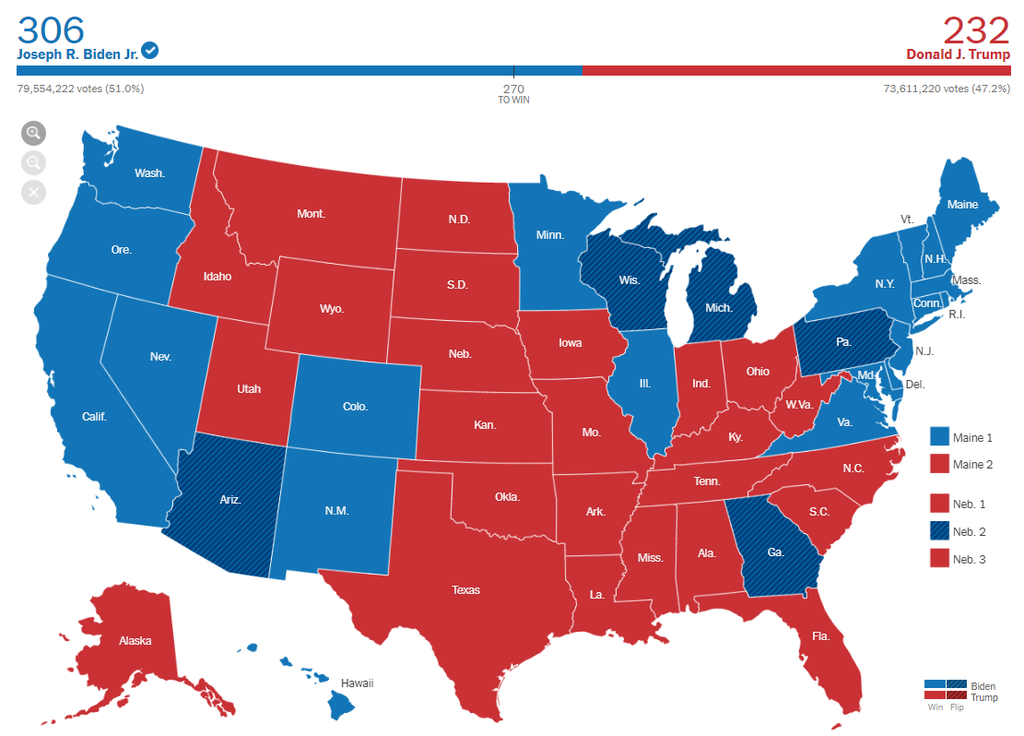 306
232
Joseph R. Biden Jr.
Donald J. Trump
79,554,222 votes (51.0%)
270
TO WIN
73,611,220 votes (47.2%)
Wash.
Mont.
N.D.
Minn.
Maine
Vt.
Ore.
Idaho
S.D.
Wis.
Mich.
N.H.
N.Y.
Mass.
Wyo.
Conn.
R.I.
Nev.
Neb.
Iowa
Pa.
N.J.
Utah
Colo.
Ill.
Ind.
Ohio
Md.
Del.
Calif.
Kan.
Mo.
Ky.
W.Va.
Va.
Maine 1
Maine 2
Ariz.
N.M.
Okla.
Ark.
Tenn.
N.C.
S.C.
Neb. 1
Neb. 2
Neb. 3
Texas
La.
Miss.
Ala.
Ga.
Fla.
Alaska
Hawaii
Biden
Trump
Win Flip